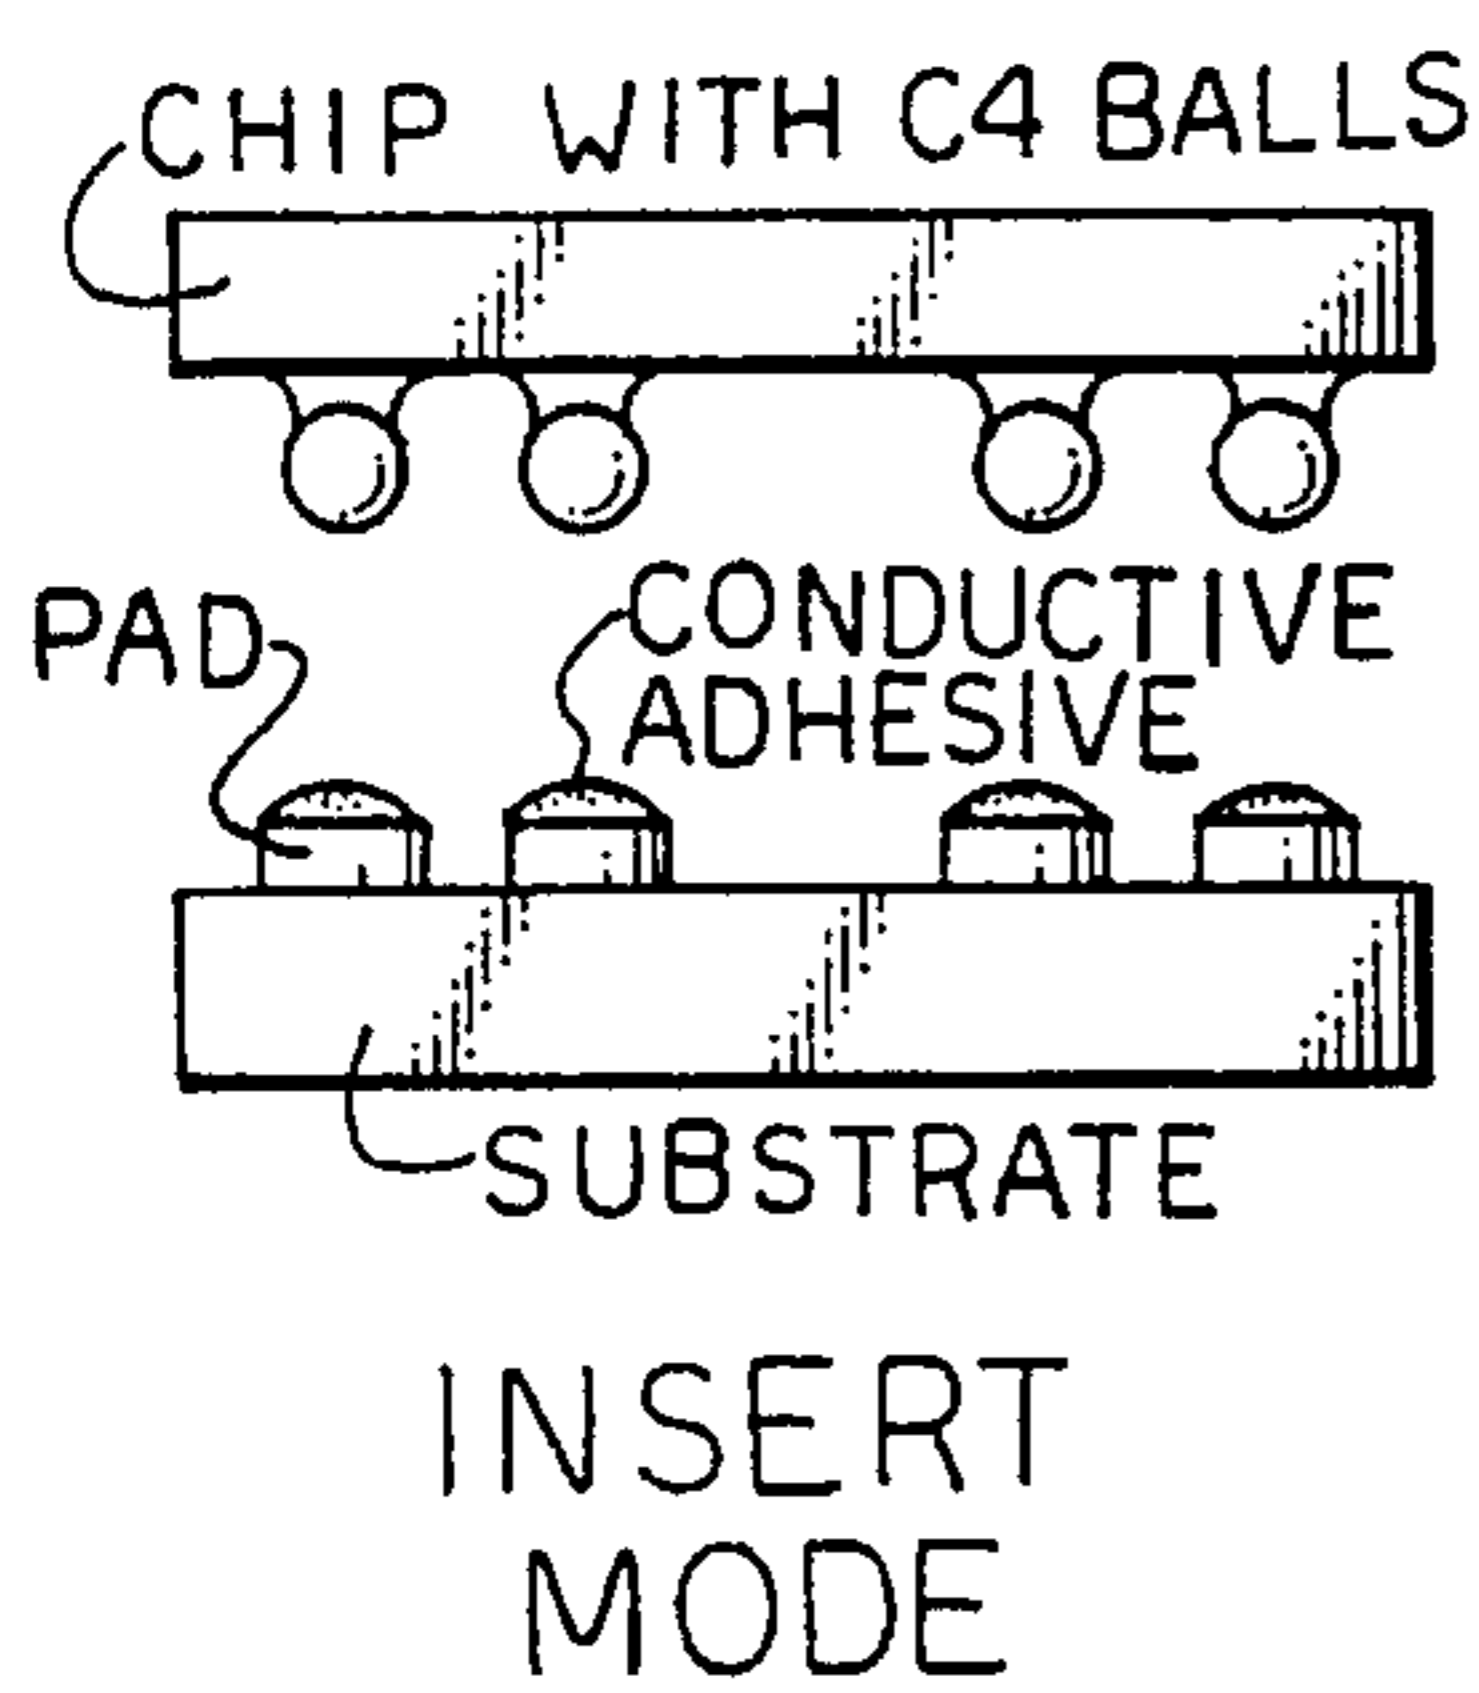 CHIP WITH C4 BALLS
PAD
CONDUCTIVE
ADHESIVE
SUBSTRATE
INSERT
MODE